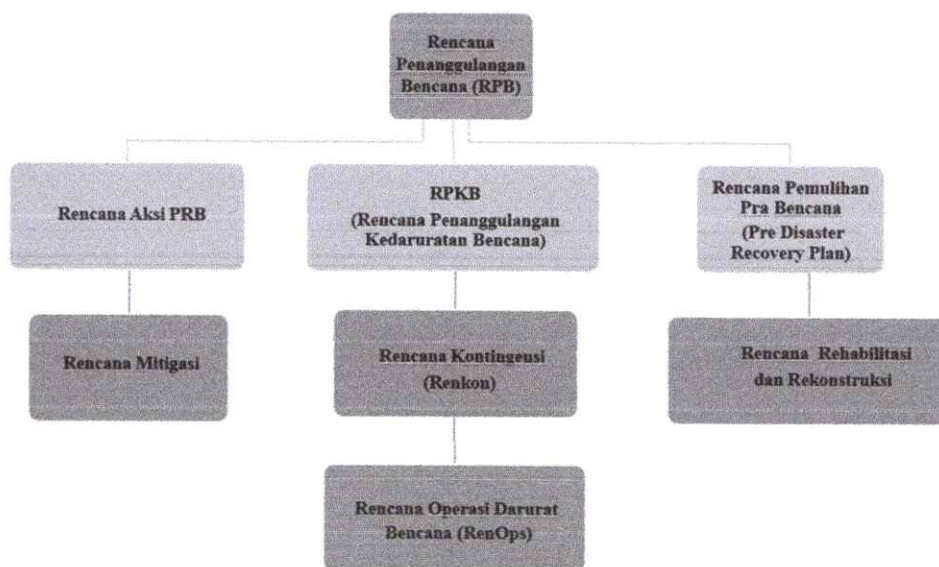 Rencana
Penanggulangan
Bencana (RPB)
Rencana Aksi PRB
RPKB
(Rencana Penanggulangan
Kedaruratan Bencana)
Rencana Pemulihan
Pra Bencana
(Pre Disaster
Recovery Plan)
Rencana Mitigasi
Rencana Kontingeusi
(Renkon)
Rencana Rehabilitasi
dan Rekonstruksi
Rencana Operasi Darurat
Bencana (RenOps)